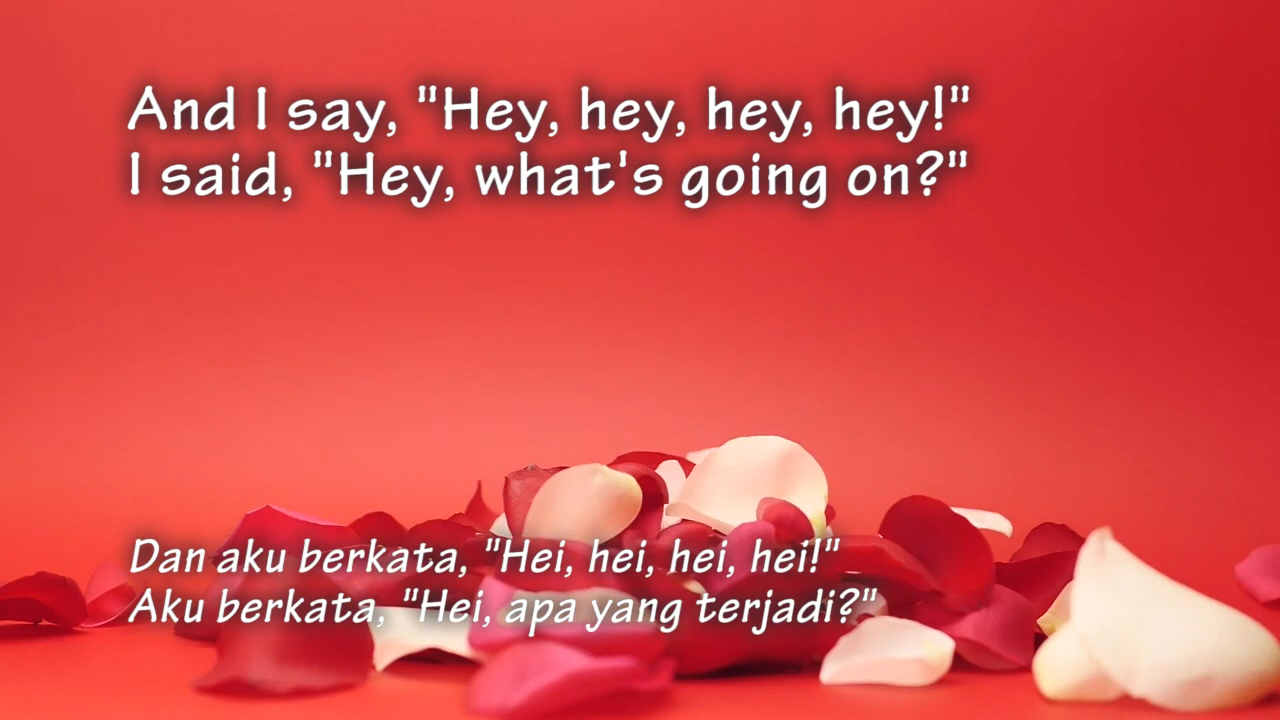 And I say, "Hey, hey, hey, hey!"
I said, "Hey, what's going on?"
Dan aku berkata, "Hei, hei, hei, hei!"
Aku berkata, "Hei, apa yang terjadi?"